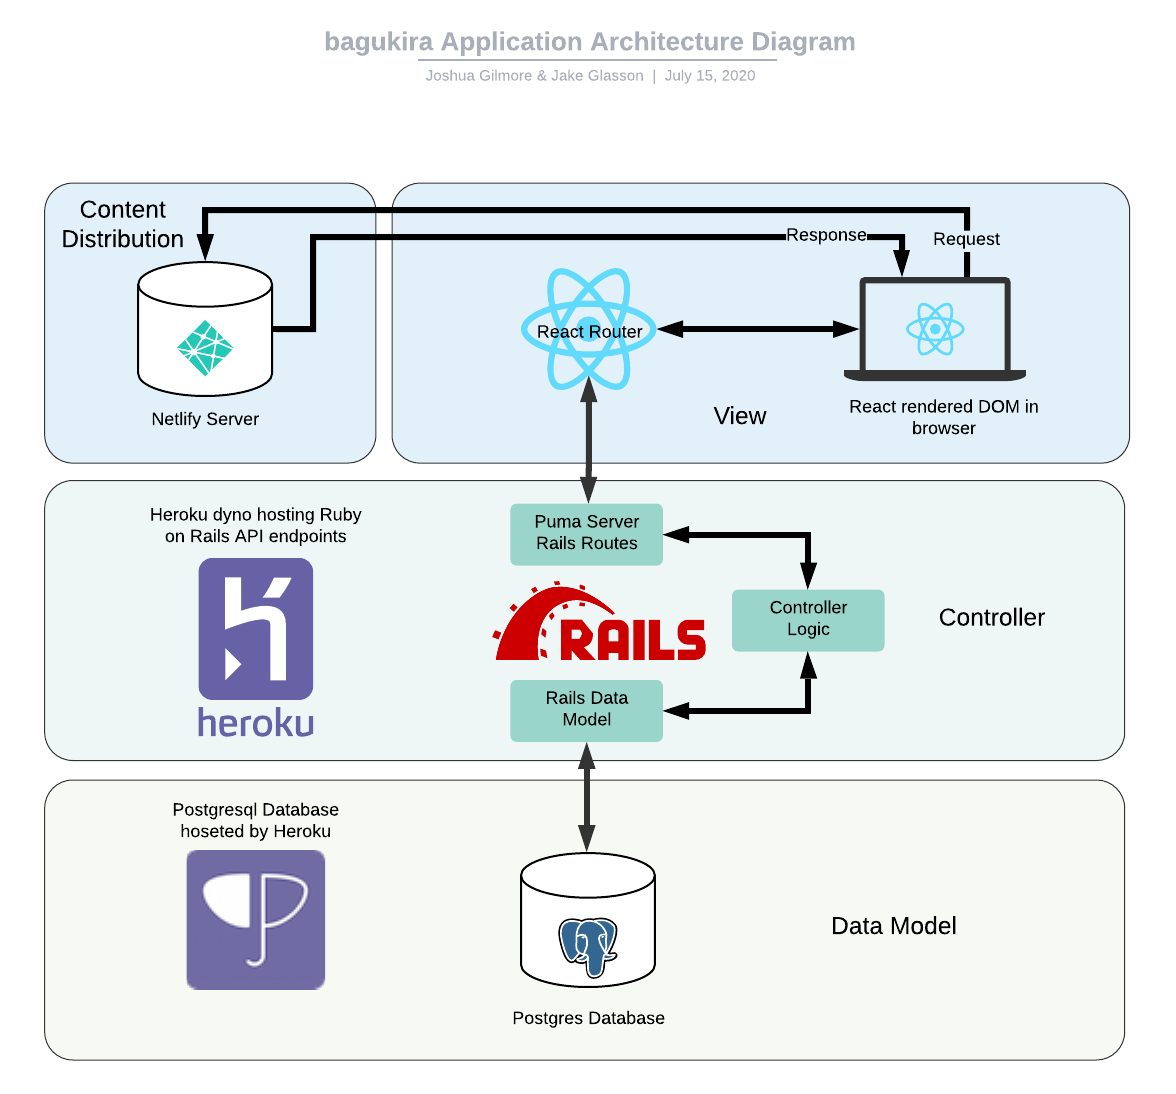 bagukira Application Architecture Diagram
Joshua Gilmore & Jake Glasson | July 15, 2020
Content
Distribution
Response
Request
React Router
Netlify Server
View
React rendered DOM in
browser
Heroku dyno hosting Ruby
on Rails API endpoints
heroku
Puma Server
Rails Routes
RAILS
Controller
Logic
Controller
Rails Data
Model
Postgresql Database
hoseted by Heroku
Data Model
Postgres Database